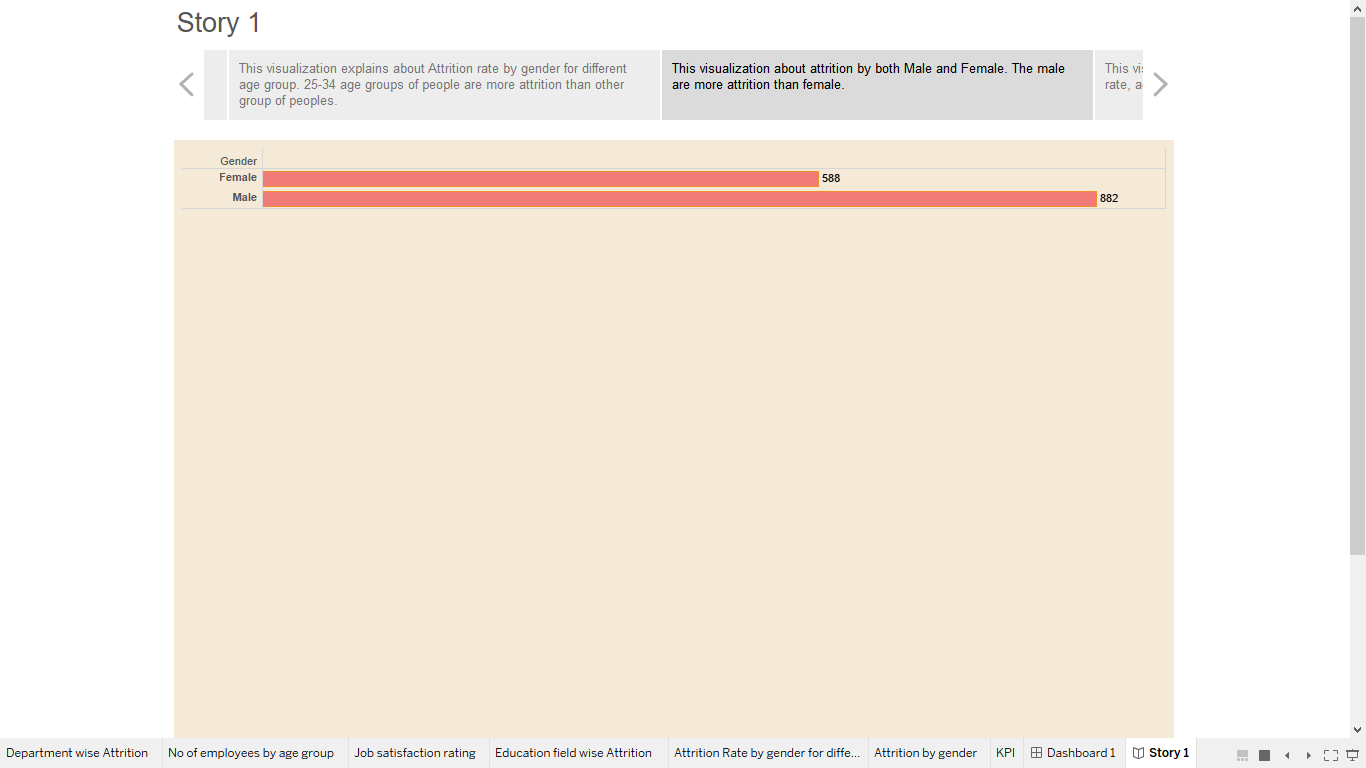 Story 1
This visualization explains about Attrition rate by gender for different
age group. 25-34 age groups of people are more attrition than other
group of peoples.
This visualization about attrition by both Male and Female. The male
are more attrition than female.
This vi
rate, a
Gender
Female 588
Male 882
Department wise Attrition No of employees by age group Job satisfaction rating Education field wise Attrition Attrition Rate by gender for diffe... Attrition by gender KPI Dashboard 1 Story 1